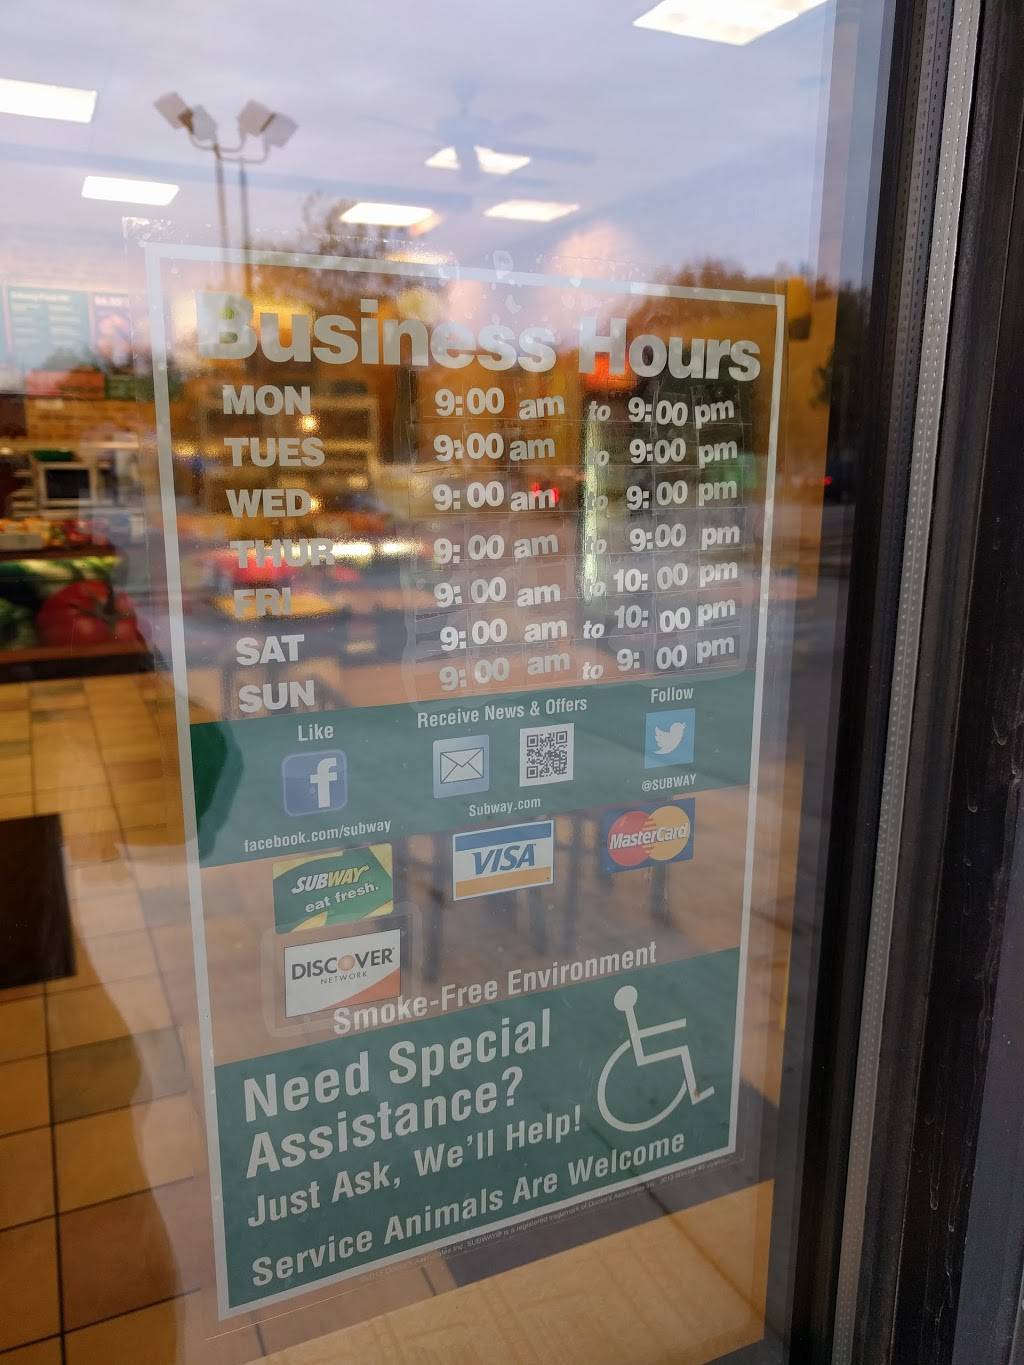 Business Hours
MON 9:00 am to 9:00 pm
TUES 9:00 am to 9:00 pm
WED 9:00 am to 9:00 pm
THUR 9:00 am to 9:00 pm
FRI 9:00 am to 10:00 pm
SAT 9:00 am to 10:00 pm
SUN 9:00 am to 9:00 pm
Like
Receive News & Offers
Follow
facebook.com/subway
Subway.com
@SUBWAY
SUBWAY
eat fresh.
VISA
MasterCard
DISCOVER
NETWORK
Smoke-Free Environment
Need Special
Assistance?
Just Ask, We'll Help!
Service Animals Are Welcome